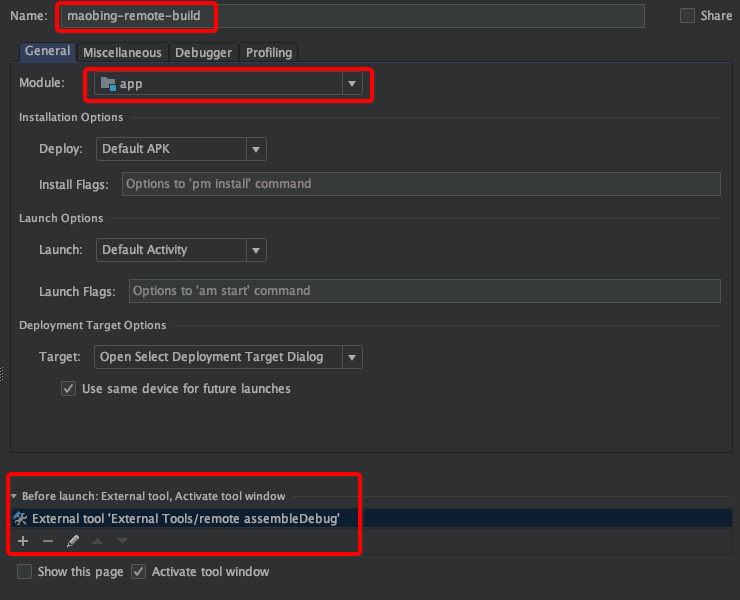 Name: maobing-remote-build Share
General Miscellaneous Debugger Profiling
Module: app
Installation Options
Deploy: Default APK
Install Flags: Options to 'pm install' command
Launch Options
Launch: Default Activity
Launch Flags: Options to 'am start' command
Deployment Target Options
Target: Open Select Deployment Target Dialog
Use same device for future launches
Before launch: External tool, Activate tool window
External tool 'External Tools/remote assembleDebug'
Show this page Activate tool window